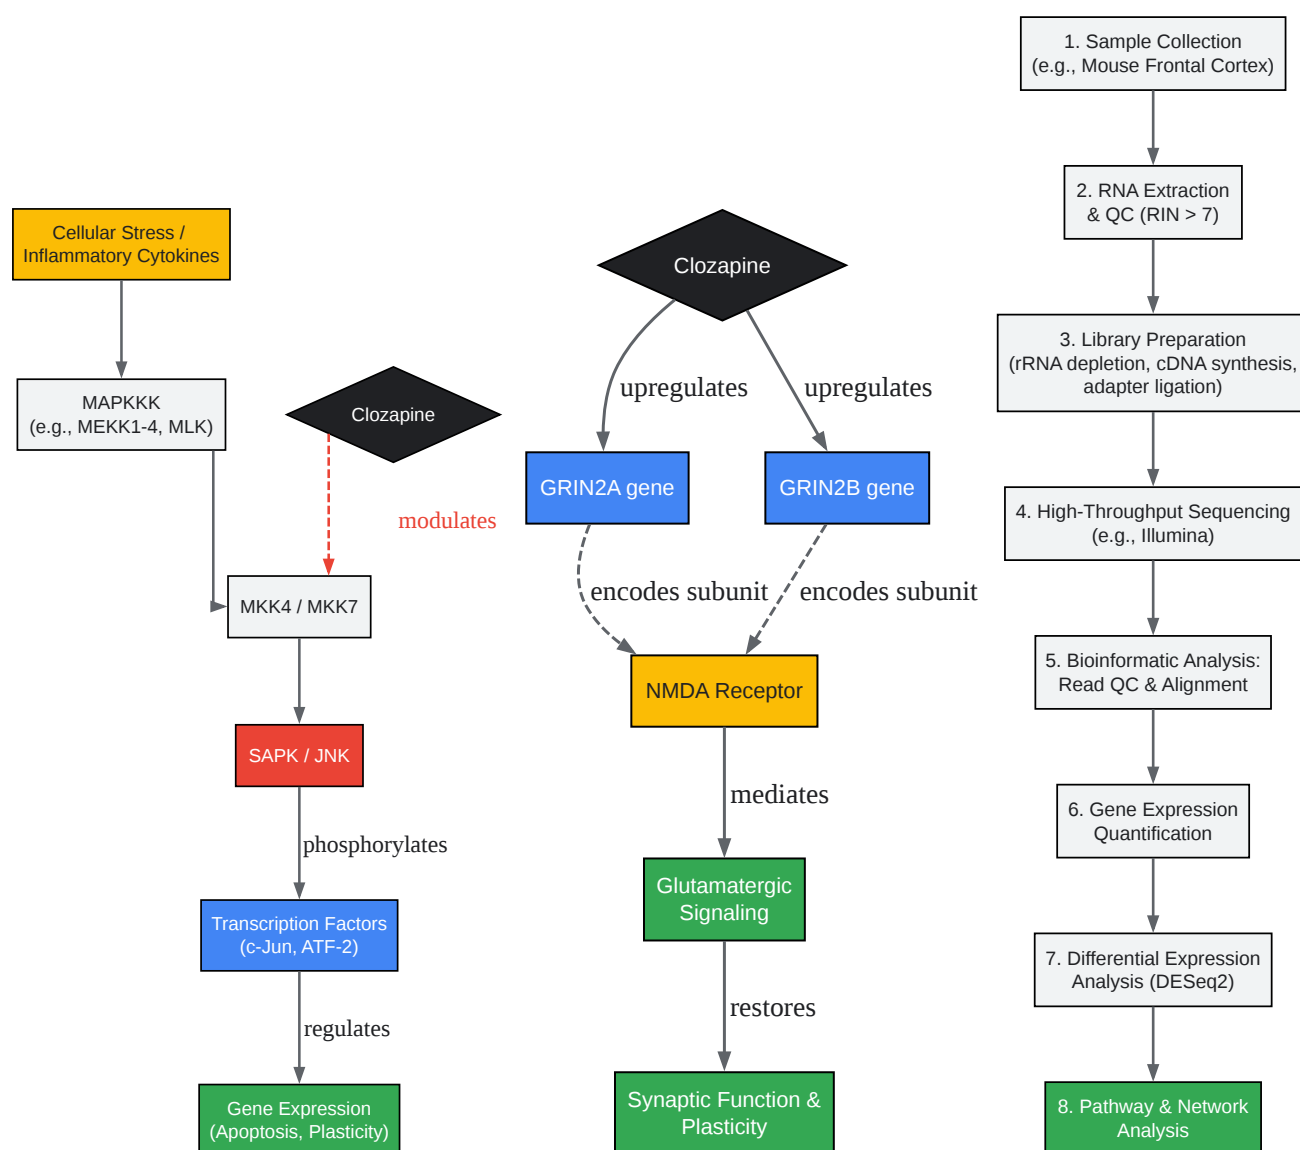 Cellular Stress /
Inflammatory Cytokines
MAPKKK
(e.g., MEKK1-4, MLK)
Clozapine
modulates
MKK4 / MKK7
SAPK / JNK
phosphorylates
Transcription Factors
(c-Jun, ATF-2)
regulates
Gene Expression
(Apoptosis, Plasticity)
Clozapine
upregulates
upregulates
GRIN2A gene
GRIN2B gene
encodes subunit
encodes subunit
NMDA Receptor
mediates
Glutamatergic
Signaling
restores
Synaptic Function &
Plasticity
1. Sample Collection
(e.g., Mouse Frontal Cortex)
2. RNA Extraction
& QC (RIN > 7)
3. Library Preparation
(rRNA depletion, cDNA synthesis,
adapter ligation)
4. High-Throughput Sequencing
(e.g., Illumina)
5. Bioinformatic Analysis:
Read QC & Alignment
6. Gene Expression
Quantification
7. Differential Expression
Analysis (DESeq2)
8. Pathway & Network
Analysis